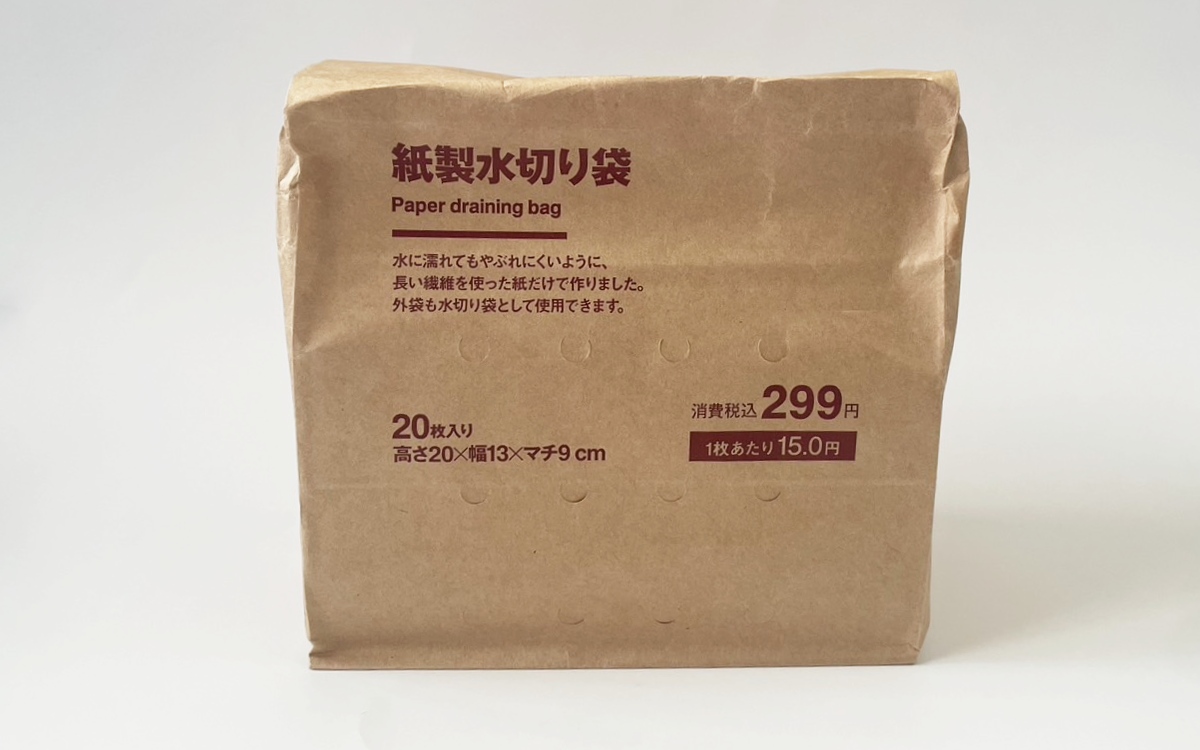 紙製水切り袋
Paper draining bag
水に濡れてもやぶれにくいように、
長い繊維を使った紙だけで作りました。
外袋も水切り袋として使用できます。
20枚入り
高さ20×幅13×マチ9 cm
消費税込299円
1枚あたり15.0円